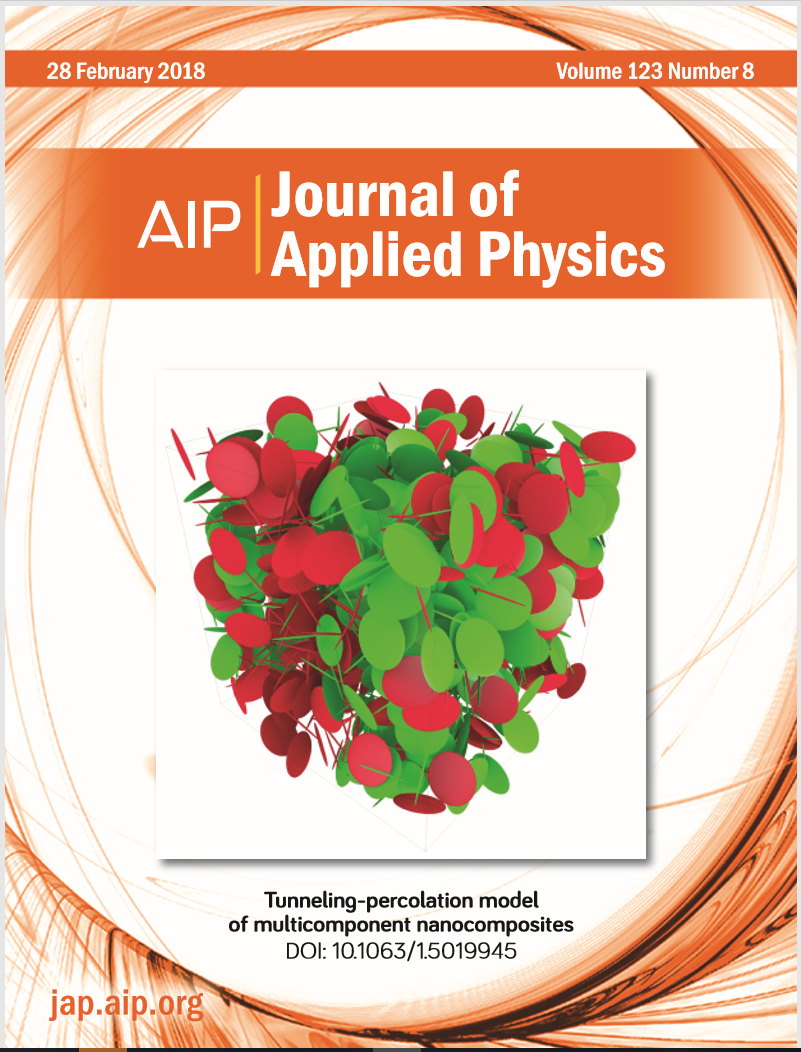 28 February 2018
Volume 123 Number 8
AIP
Journal of
Applied Physics
Tunneling-percolation model
of multicomponent nanocomposites
DOI: 10.1063/1.5019945
jap.aip.org